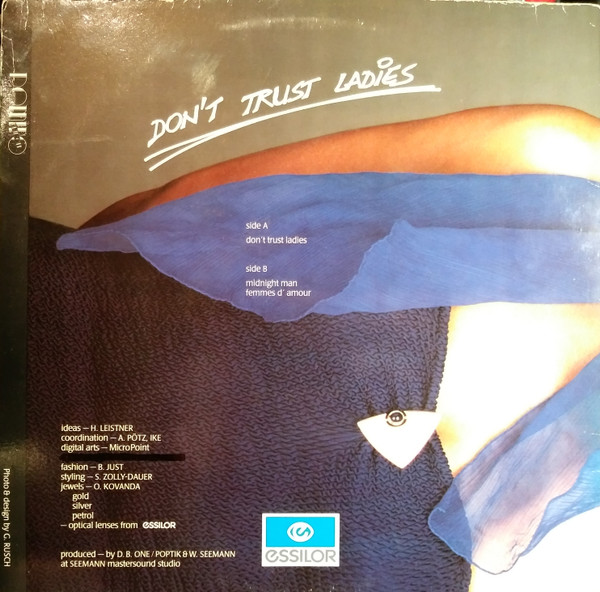 DON'T TRUST LADIES
side A
don't trust ladies
side B
midnight man
femmes d' amour
ideas – H. LEISTNER
coordination – A. PÖTZ, IKE
digital arts – MicroPoint
fashion – B. JUST
styling – S. ZOLLY-DAUER
jewels – O. KOVANDA
gold
silver
petrol
– optical lenses from essilor
produced – by D. B. ONE / POPTIK & W. SEEMANN
at SEEMANN mastersound studio
essilor
Photo & design by G. RUSCH